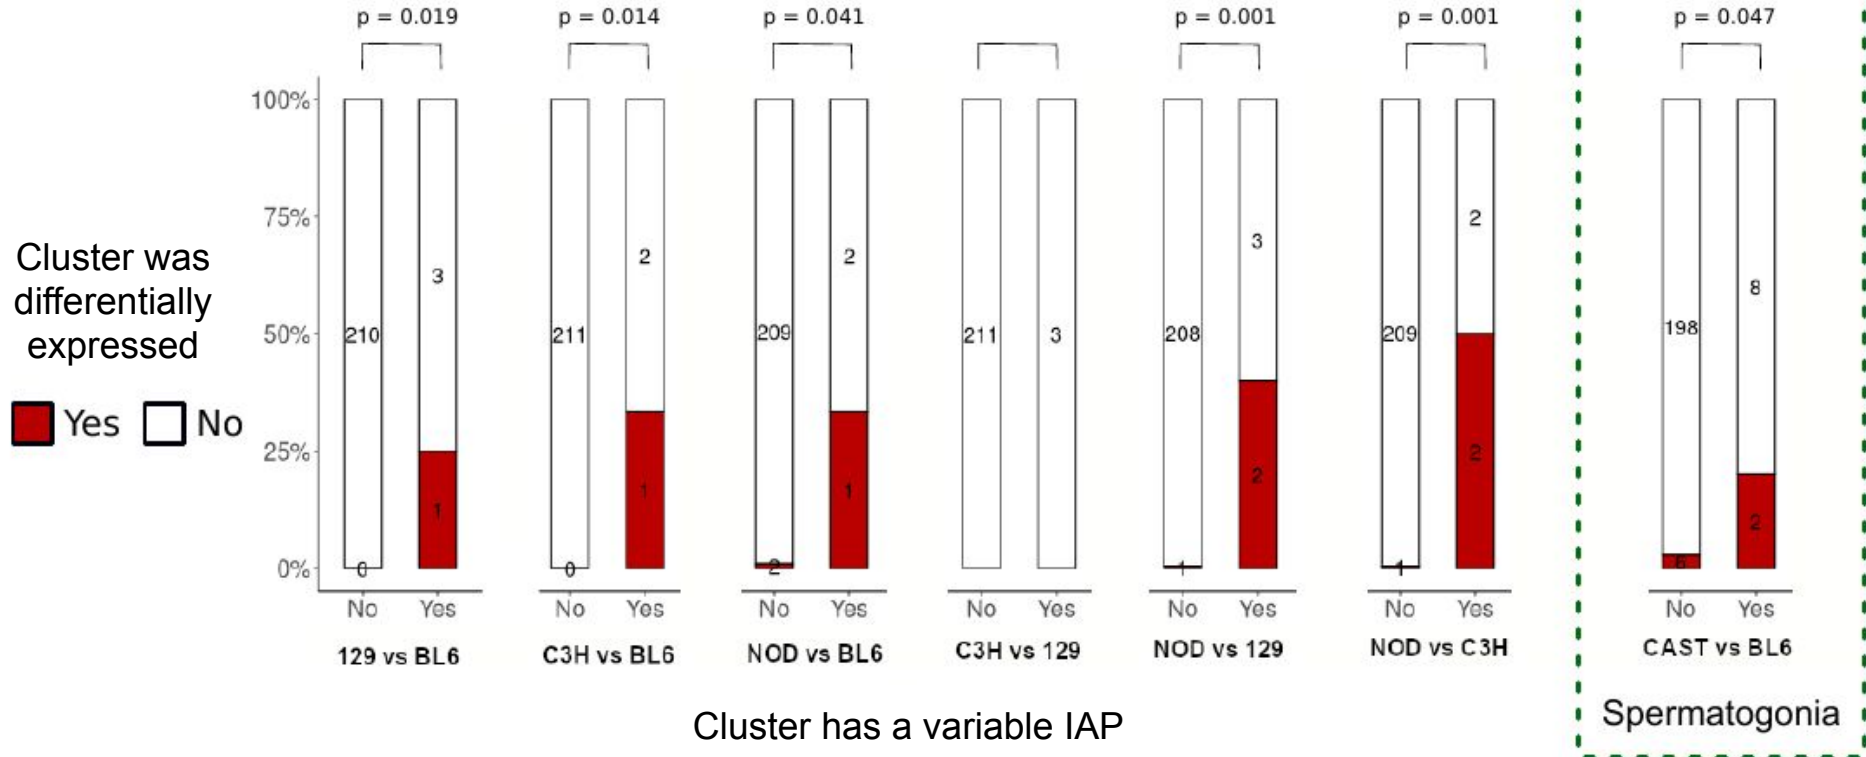 p = 0.019
p = 0.014
p = 0.041
p = 0.001
p = 0.001
p = 0.047
100%
75%
50%
25%
0%
Cluster was
differentially
expressed
Yes
No
210
3
0
1
211
2
0
1
209
2
2
1
211
3
208
3
1
2
209
2
1
2
198
8
6
2
No Yes
No Yes
No Yes
No Yes
No Yes
No Yes
No Yes
129 vs BL6
C3H vs BL6
NOD vs BL6
C3H vs 129
NOD vs 129
NOD vs C3H
CAST vs BL6
Cluster has a variable IAP
Spermatogonia